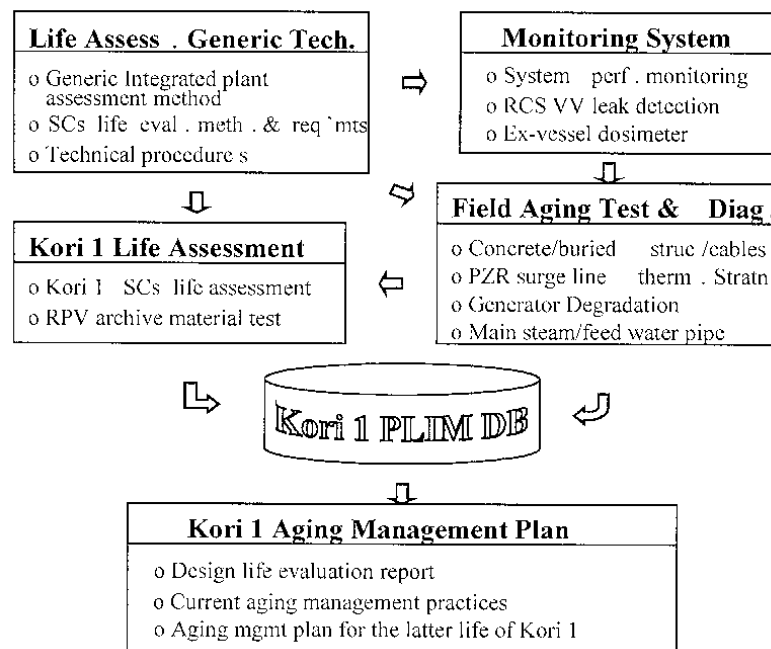 Life Assess . Generic Tech.
o Generic Integrated plant
assessment method
o SCs life eval . meth . & req `mts
o Technical procedure s
Monitoring System
o System perf . monitoring
o RCS VV leak detection
o Ex-vessel dosimeter
Kori 1 Life Assessment
o Kori 1 SCs life assessment
o RPV archive material test
Field Aging Test & Diag .
o Concrete/buried struc /cables
o PZR surge line therm . Stratn
o Generator Degradation
o Main steam/feed water pipe
Kori 1 PLIM DB
Kori 1 Aging Management Plan
o Design life evaluation report
o Current aging management practices
o Aging mgmt plan for the latter life of Kori 1